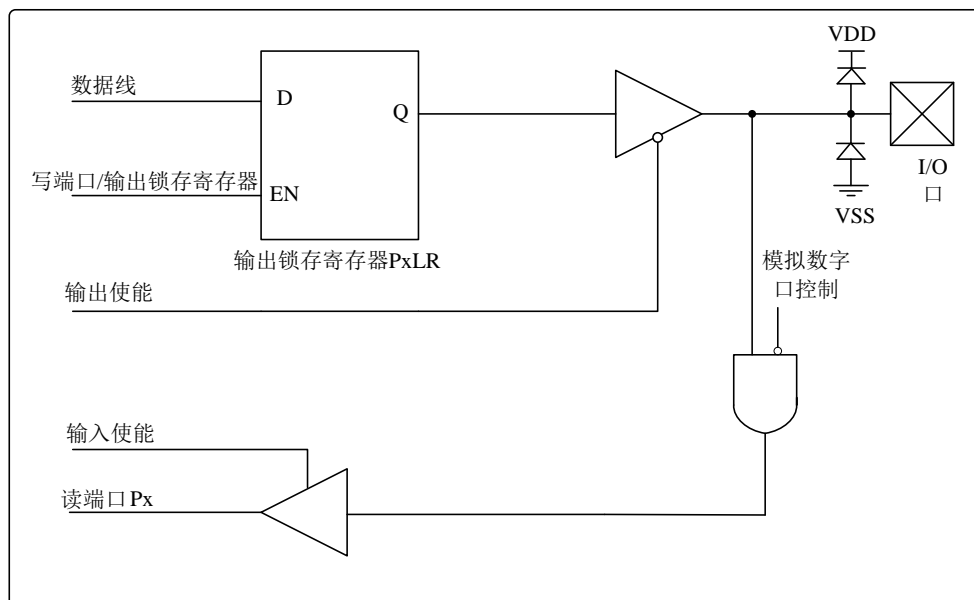 VDD
数据线
D
Q
I/O
口
写端口/输出锁存寄存器
EN
VSS
输出锁存寄存器PxLR
模拟数字
口控制
输出使能
输入使能
读端口Px